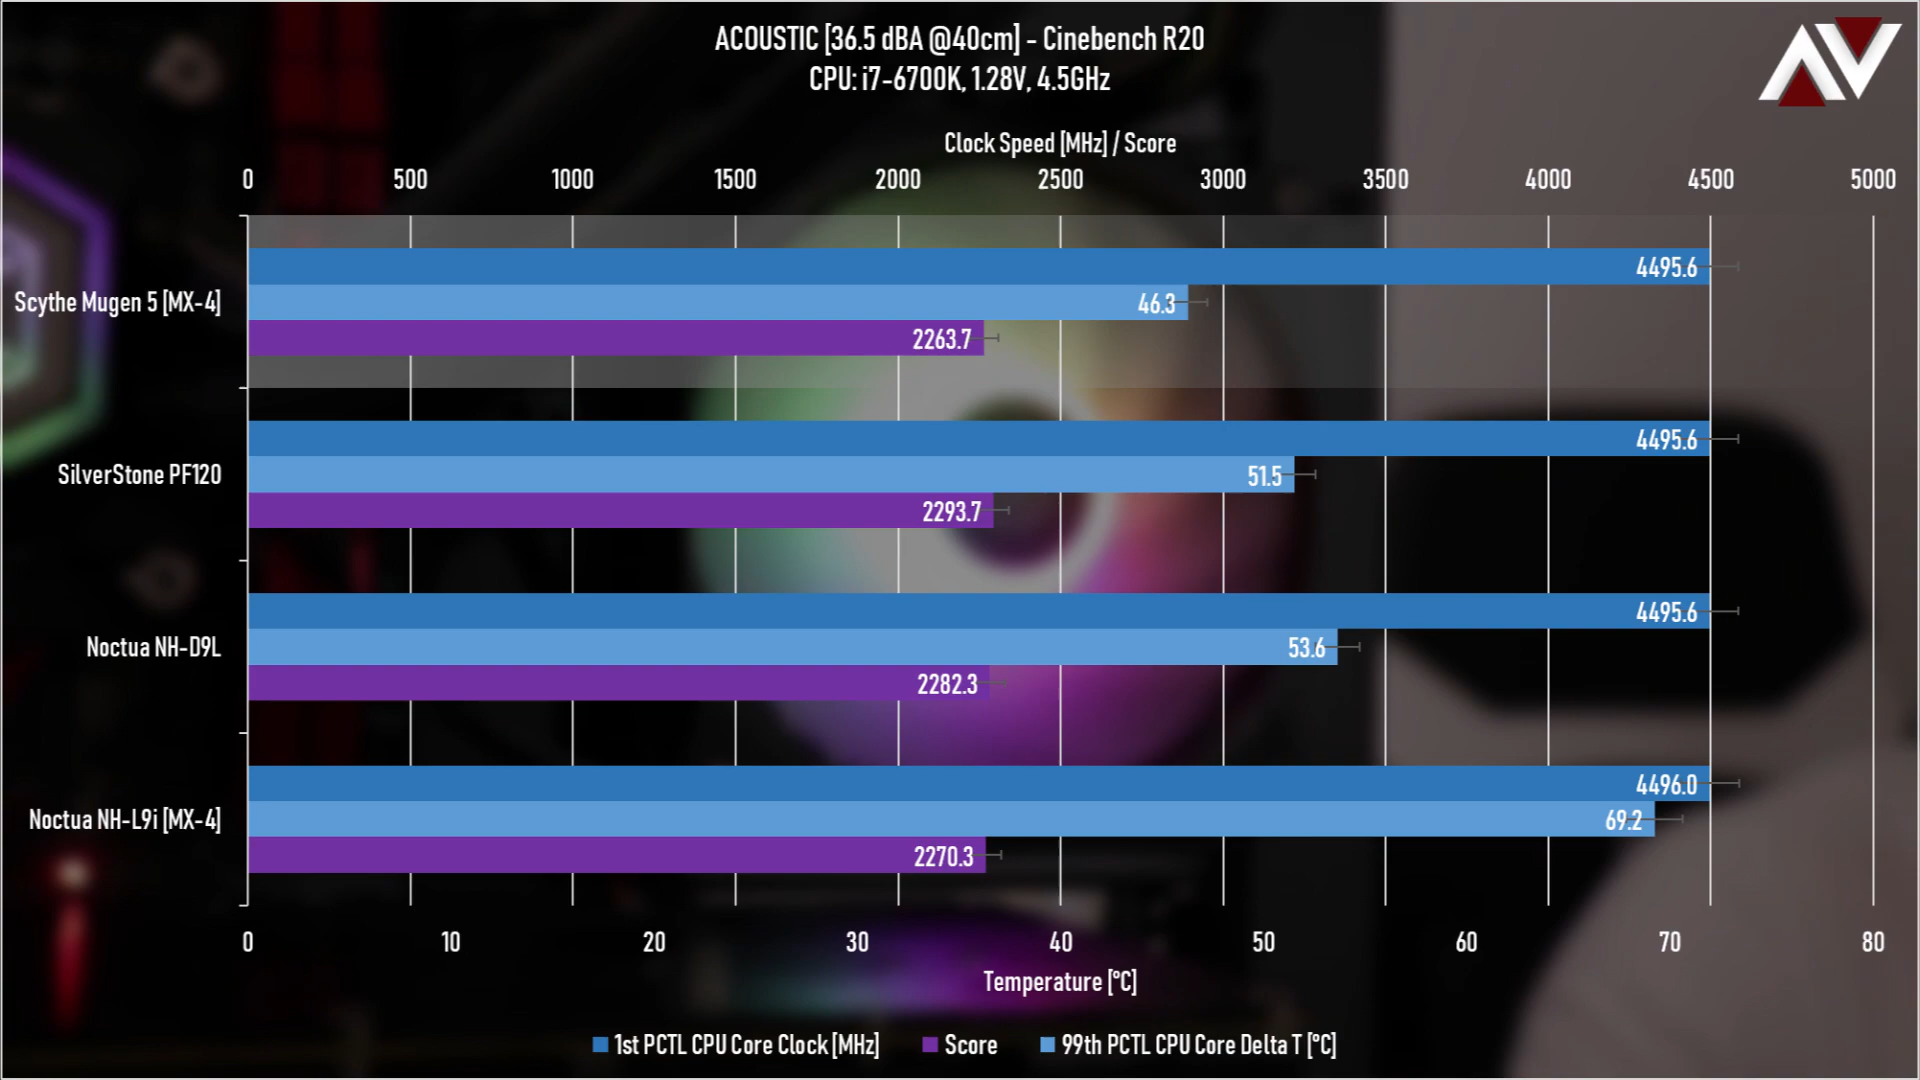 ACOUSTIC [36.5 dBA @40cm] - Cinebench R20
CPU: i7-6700K, 1.28V, 4.5GHz
Clock Speed [MHz] / Score
0 500 1000 1500 2000 2500 3000 3500 4000 4500 5000
Scythe Mugen 5 [MX-4]
4495.6
46.3
2263.7
SilverStone PF120
4495.6
51.5
2293.7
Noctua NH-D9L
4495.6
53.6
2282.3
Noctua NH-L9i [MX-4]
4496.0
69.2
2270.3
0 10 20 30 40 50 60 70 80
Temperature [°C]
1st PCTL CPU Core Clock [MHz] Score 99th PCTL CPU Core Delta T [°C]